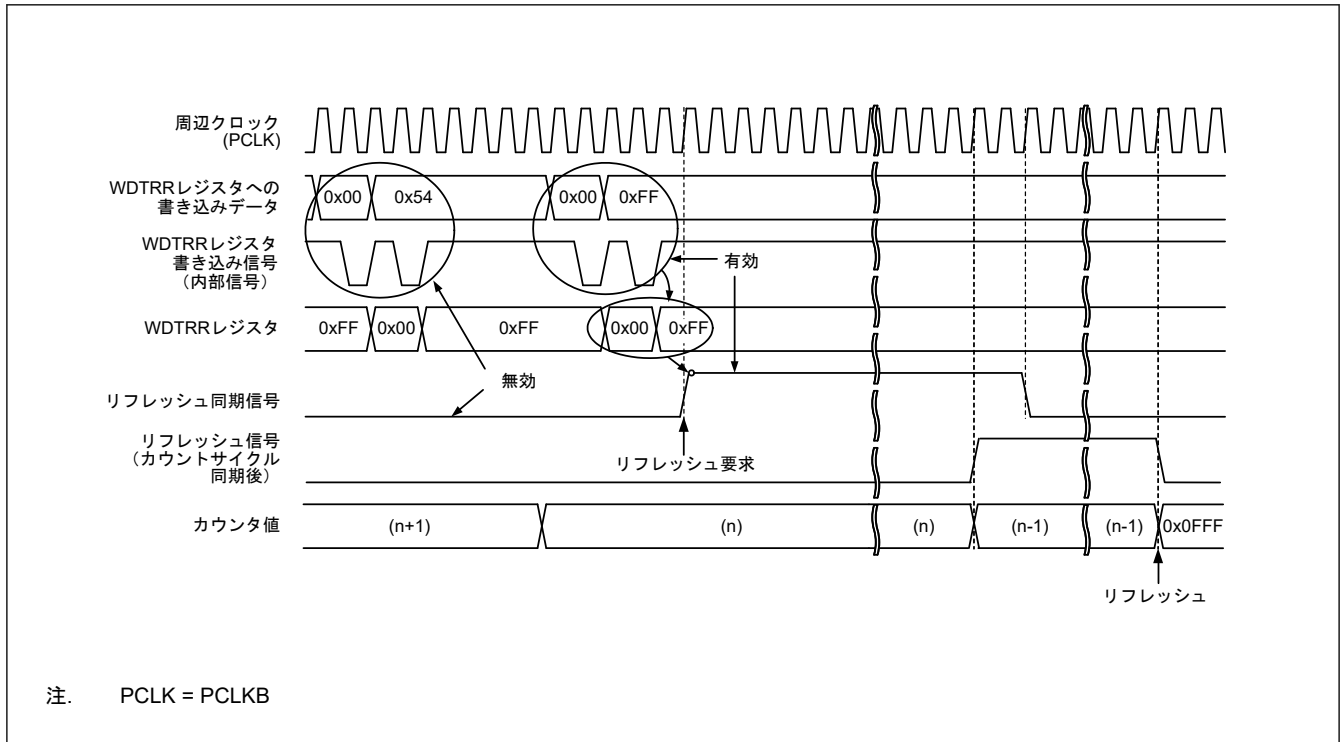 周辺クロック
(PCLK)
WDTRRレジスタへの
書き込みデータ
0x00
0x54
0x00
0xFF
WDTRRレジスタ
書き込み信号
（内部信号）
有効
WDTRRレジスタ
0xFF
0x00
0xFF
0x00
0xFF
無効
リフレッシュ同期信号
リフレッシュ要求
リフレッシュ信号
（カウントサイクル
同期後）
カウンタ値
(n+1)
(n)
(n)
(n-1)
(n-1)
0x0FFF
リフレッシュ
注. PCLK = PCLKB